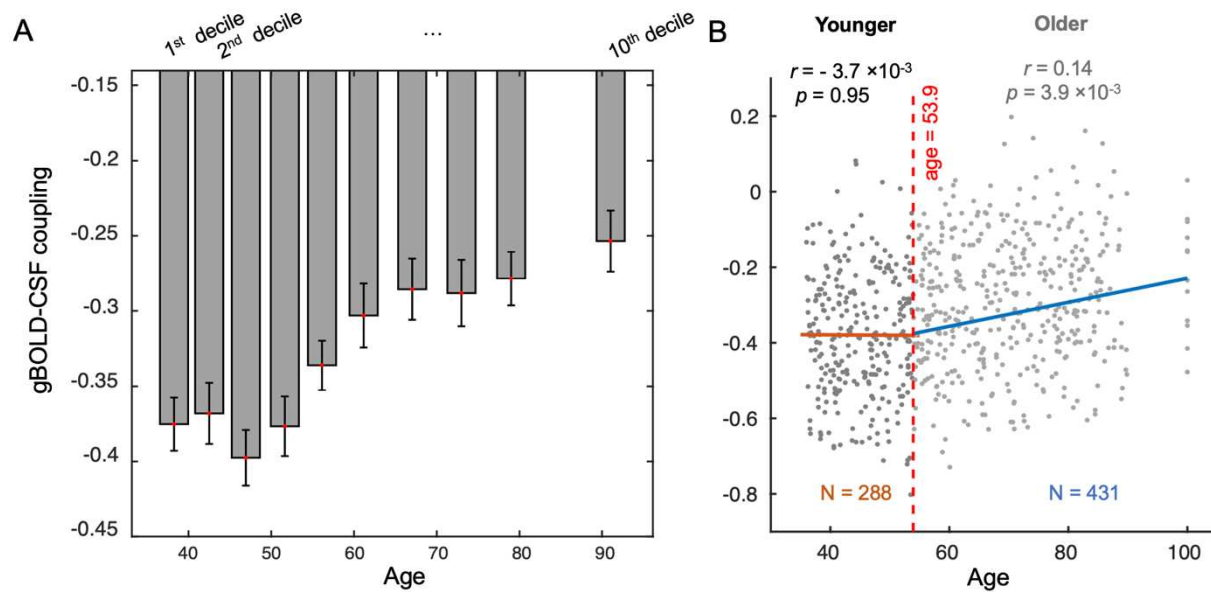 A
1st decile
2nd decile
...
10th decile
-0.15
-0.2
-0.25
-0.3
-0.35
-0.4
-0.45
gBOLD-CSF coupling
40
50
60
70
80
90
Age
B
Younger
Older
r = - 3.7 ×10-3
p = 0.95
r = 0.14
p = 3.9 ×10-3
age = 53.9
0.2
0
-0.2
-0.4
-0.6
-0.8
N = 288
N = 431
40
60
80
100
Age